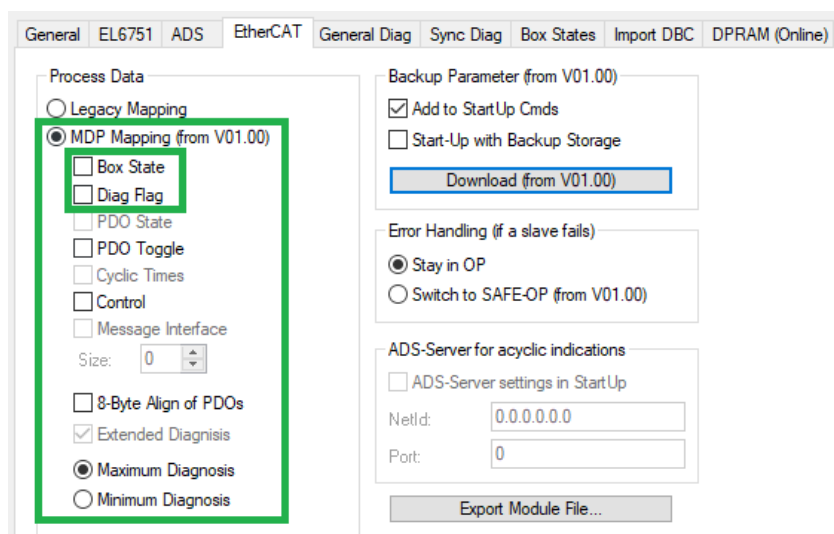 General EL6751 ADS EtherCAT General Diag Sync Diag Box States Import DBC DPRAM (Online)
Process Data
Legacy Mapping
MDP Mapping (from V01.00)
Box State
Diag Flag
PDO State
PDO Toggle
Cyclic Times
Control
Message Interface
Size: 0
8-Byte Align of PDOs
Extended Diagnisis
Maximum Diagnosis
Minimum Diagnosis
Backup Parameter (from V01.00)
Add to StartUp Cmds
Start-Up with Backup Storage
Download (from V01.00)
Error Handling (if a slave fails)
Stay in OP
Switch to SAFE-OP (from V01.00)
ADS-Server for acyclic indications
ADS-Server settings in StartUp
NetId: 0.0.0.0.0.0
Port: 0
Export Module File...